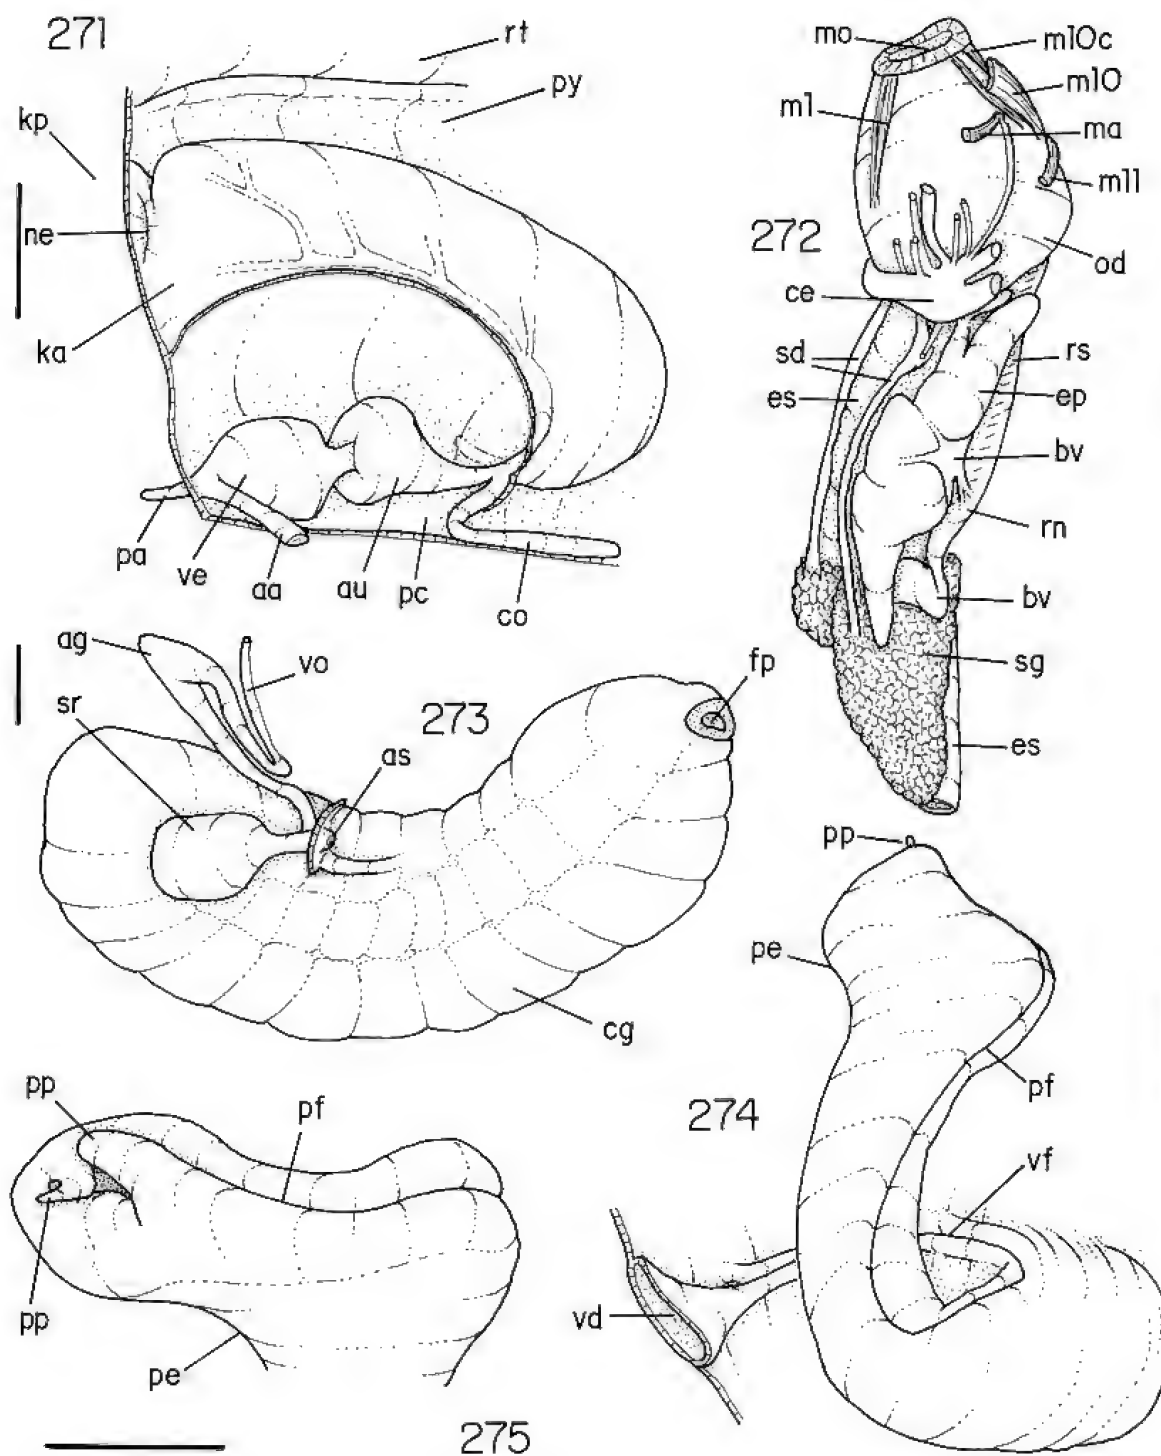 271
rt
py
kp
ne
ka
pa
ve
aa
au
pc
co
mo
m10c
m10
m1
ma
m11
272
od
ce
sd
rs
es
ep
bv
rn
bv
sg
es
ag
vo
sr
273
as
fp
cg
pp
pe
pf
274
vf
vd
pp
pf
pp
pe
275